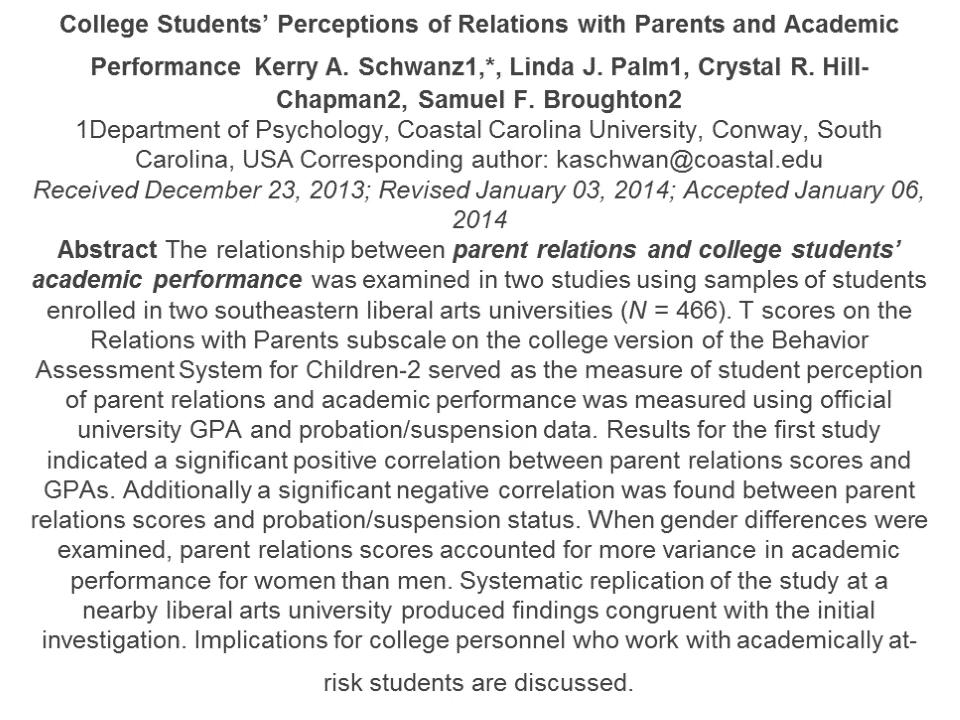 College Students’ Perceptions of Relations with Parents and Academic
Performance Kerry A. Schwanz1,*, Linda J. Palm1, Crystal R. Hill-
Chapman2, Samuel F. Broughton2
1Department of Psychology, Coastal Carolina University, Conway, South
Carolina, USA Corresponding author: kaschwan@coastal.edu
Received December 23, 2013; Revised January 03, 2014; Accepted January 06,
2014
Abstract The relationship between parent relations and college students’
academic performance was examined in two studies using samples of students
enrolled in two southeastern liberal arts universities (N = 466). T scores on the
Relations with Parents subscale on the college version of the Behavior
Assessment System for Children-2 served as the measure of student perception
of parent relations and academic performance was measured using official
university GPA and probation/suspension data. Results for the first study
indicated a significant positive correlation between parent relations scores and
GPAs. Additionally a significant negative correlation was found between parent
relations scores and probation/suspension status. When gender differences were
examined, parent relations scores accounted for more variance in academic
performance for women than men. Systematic replication of the study at a
nearby liberal arts university produced findings congruent with the initial
investigation. Implications for college personnel who work with academically at-
risk students are discussed.